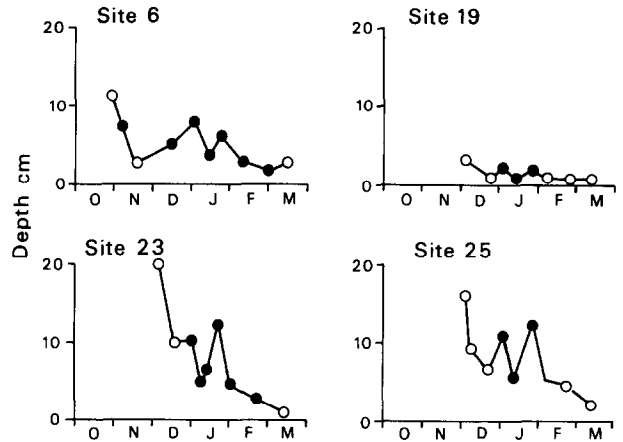 Site 6
20
10
0
O N D J F M
Site 19
20
10
0
O N D J F M
Depth cm
Site 23
20
10
0
O N D J F M
Site 25
20
10
0
O N D J F M